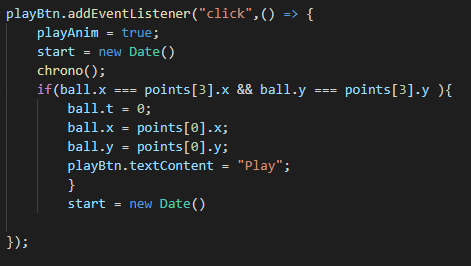 playBtn.addEventListener("click",() => {
    playAnim = true;
    start = new Date()
    chrono();
    if(ball.x === points[3].x && ball.y === points[3].y ){
        ball.t = 0;
        ball.x = points[0].x;
        ball.y = points[0].y;
        playBtn.textContent = "Play";
        }
        start = new Date()
});